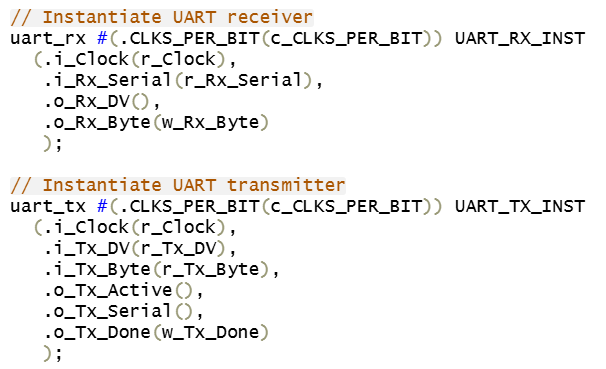 // Instantiate UART receiver
uart_rx #(.CLKS_PER_BIT(c_CLKS_PER_BIT)) UART_RX_INST
(.i_Clock(r_Clock),
.i_Rx_Serial(r_Rx_Serial),
.o_Rx_DV(),
.o_Rx_Byte(w_Rx_Byte)
);
// Instantiate UART transmitter
uart_tx #(.CLKS_PER_BIT(c_CLKS_PER_BIT)) UART_TX_INST
(.i_Clock(r_Clock),
.i_Tx_DV(r_Tx_DV),
.i_Tx_Byte(r_Tx_Byte),
.o_Tx_Active(),
.o_Tx_Serial(),
.o_Tx_Done(w_Tx_Done)
);